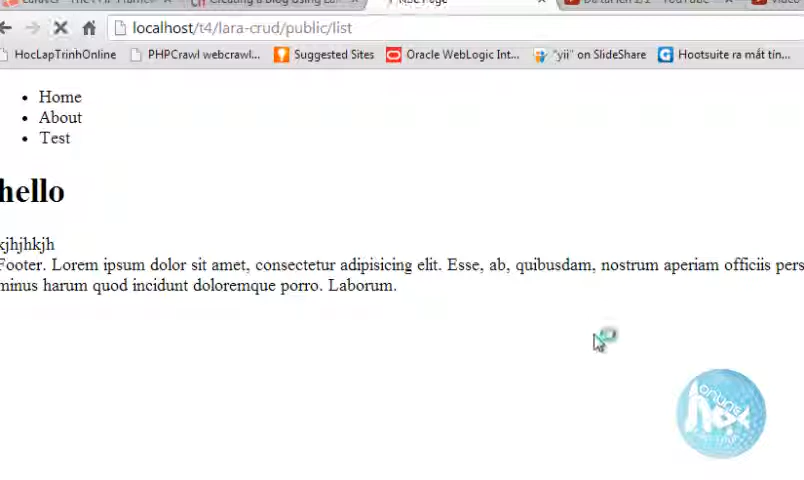 localhost/t4/lara-crud/public/list
HocLapTrinhOnline PHPCrawl webcrawl... Suggested Sites Oracle WebLogic Int... "yii" on SlideShare Hootsuite ra mắt tín...
Home
About
Test
hello
kjhjhkjh
Footer. Lorem ipsum dolor sit amet, consectetur adipisicing elit. Esse, ab, quibusdam, nostrum aperiam officiis pers
minus harum quod incidunt doloremque porro. Laborum.